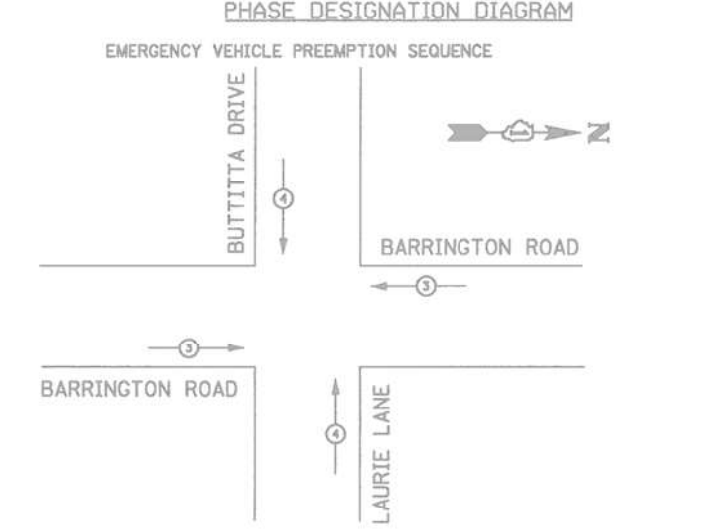 PHASE DESIGNATION DIAGRAM
EMERGENCY VEHICLE PREEMPTION SEQUENCE
BUTTITTA DRIVE
N
4
BARRINGTON ROAD
3
3
BARRINGTON ROAD
4
LAURIE LANE